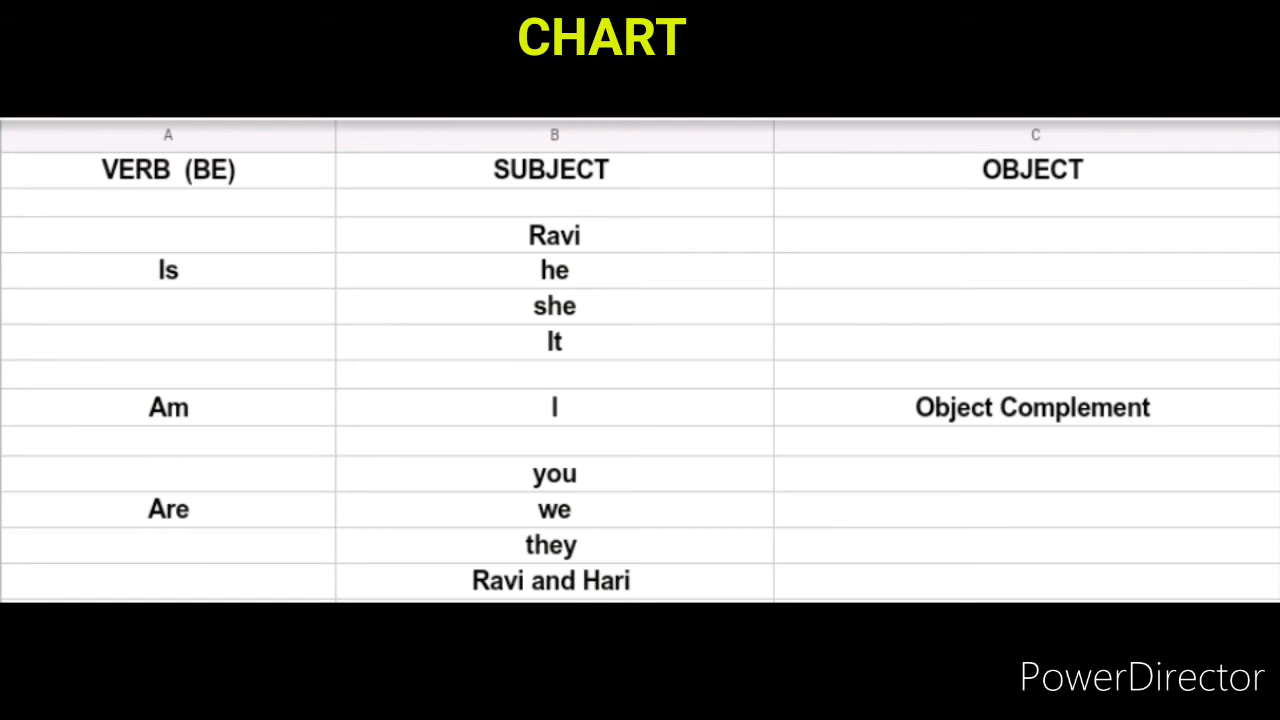 CHART
A B C
VERB (BE) SUBJECT OBJECT
Ravi
Is he
she
It
Am I Object Complement
you
Are we
they
Ravi and Hari
PowerDirector